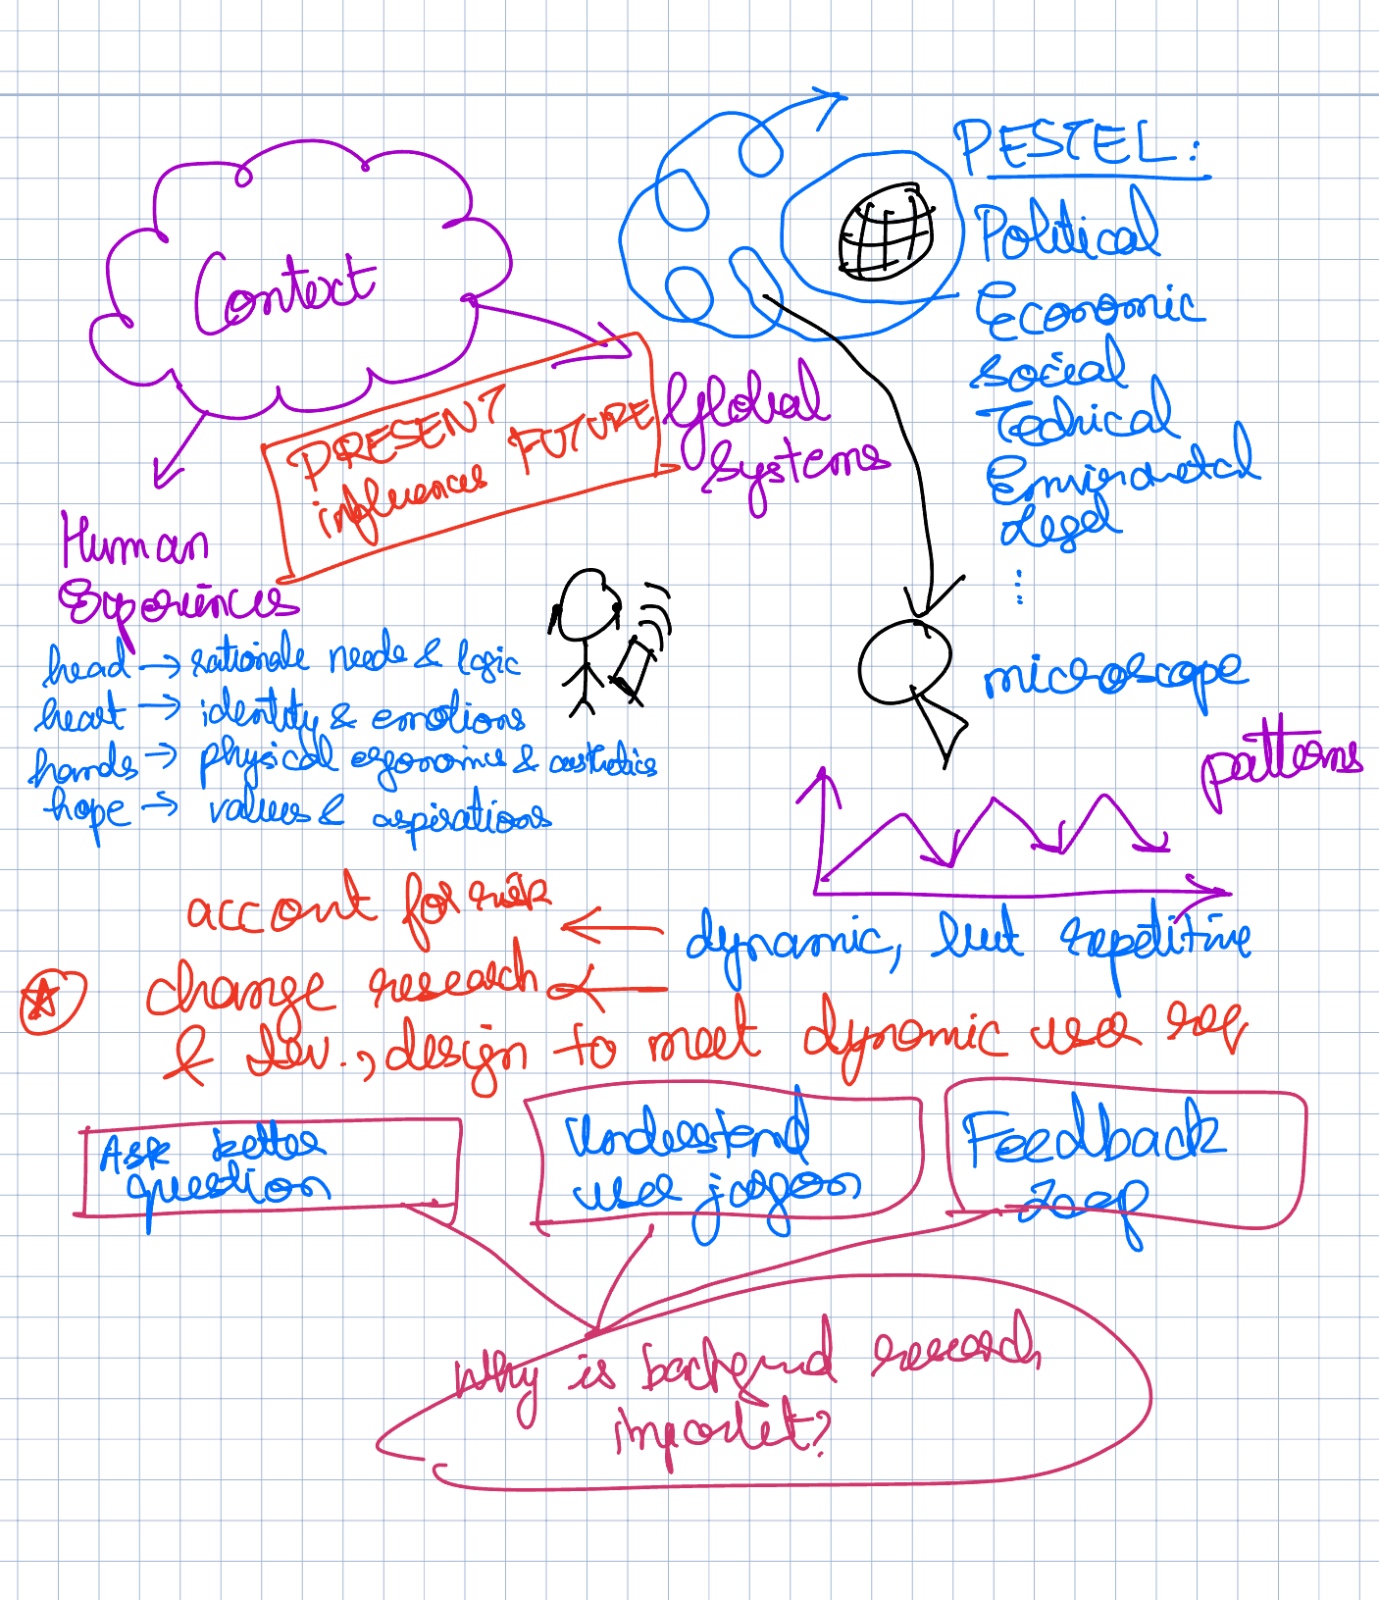 Context
PESTEL:
Political
Economic
Social
Technical
Environmetal
Legal
Global
Systems
PRESENT
influences FUTURE
Human
Experiences
head → rationale needs & logic
heart → identity & emotions
hands → physical ergonomics & aesthetics
hope → values & aspirations
microscope
patterns
dynamic, but repetitive
account for risk
change research
& dev., design to meet dynamic user req
Ask better
question
Understand
user jargon
Feedback
Loop
Why is background research
important?